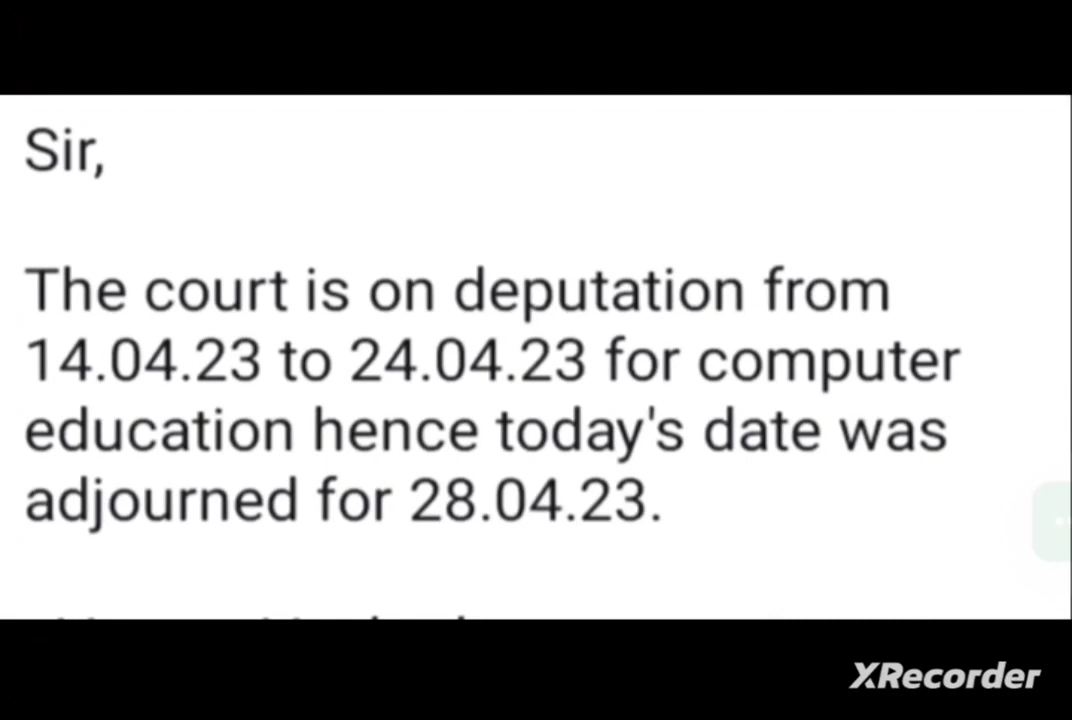 Sir,
The court is on deputation from
14.04.23 to 24.04.23 for computer
education hence today's date was
adjourned for 28.04.23.
XRecorder